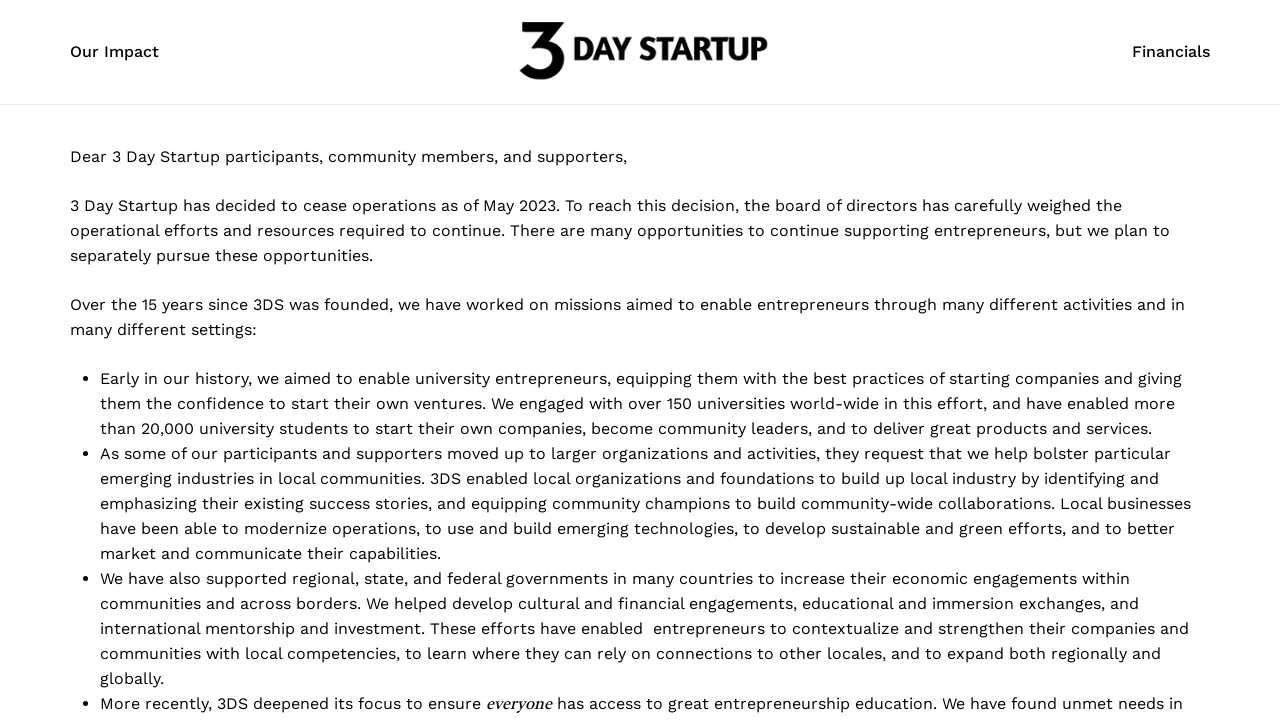 Our Impact
3 DAY STARTUP
Financials
Dear 3 Day Startup participants, community members, and supporters,
3 Day Startup has decided to cease operations as of May 2023. To reach this decision, the board of directors has carefully weighed the
operational efforts and resources required to continue. There are many opportunities to continue supporting entrepreneurs, but we plan to
separately pursue these opportunities.
Over the 15 years since 3DS was founded, we have worked on missions aimed to enable entrepreneurs through many different activities and in
many different settings:
• Early in our history, we aimed to enable university entrepreneurs, equipping them with the best practices of starting companies and giving
them the confidence to start their own ventures. We engaged with over 150 universities world-wide in this effort, and have enabled more
than 20,000 university students to start their own companies, become community leaders, and to deliver great products and services.
• As some of our participants and supporters moved up to larger organizations and activities, they request that we help bolster particular
emerging industries in local communities. 3DS enabled local organizations and foundations to build up local industry by identifying and
emphasizing their existing success stories, and equipping community champions to build community-wide collaborations. Local businesses
have been able to modernize operations, to use and build emerging technologies, to develop sustainable and green efforts, and to better
market and communicate their capabilities.
• We have also supported regional, state, and federal governments in many countries to increase their economic engagements within
communities and across borders. We helped develop cultural and financial engagements, educational and immersion exchanges, and
international mentorship and investment. These efforts have enabled  entrepreneurs to contextualize and strengthen their companies and
communities with local competencies, to learn where they can rely on connections to other locales, and to expand both regionally and
globally.
• More recently, 3DS deepened its focus to ensure everyone has access to great entrepreneurship education. We have found unmet needs in